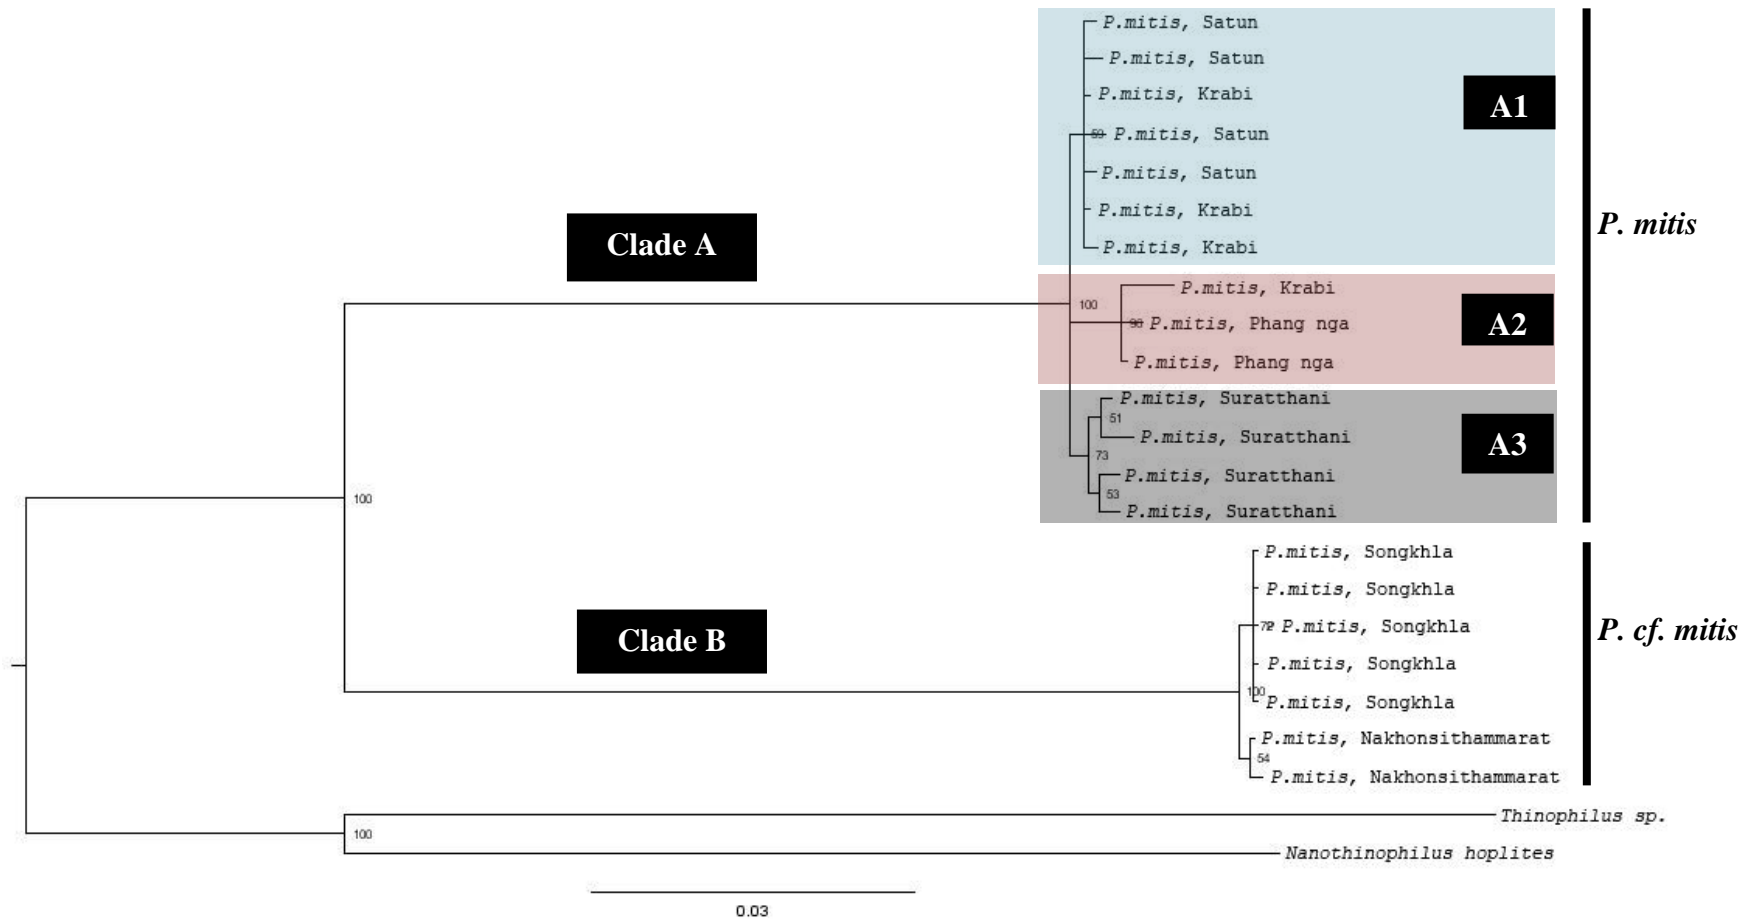 P.mitis, Satun
P.mitis, Satun
A1
P.mitis, Krabi
59 P.mitis, Satun
P.mitis, Satun
P.mitis, Krabi
P. mitis
Clade A
P.mitis, Krabi
P.mitis, Krabi
100
P.mitis, Phang nga
A2
P.mitis, Phang nga
P.mitis, Suratthani
51
P.mitis, Suratthani
A3
73
P.mitis, Suratthani
53
100
P.mitis, Suratthani
P.mitis, Songkhla
P.mitis, Songkhla
P.mitis, Songkhla
P. cf. mitis
Clade B
P.mitis, Songkhla
100
P.mitis, Songkhla
P.mitis, Nakhonsithammarat
54
P.mitis, Nakhonsithammarat
Thinophilus sp.
100
Nanothinophilus hoplites
0.03